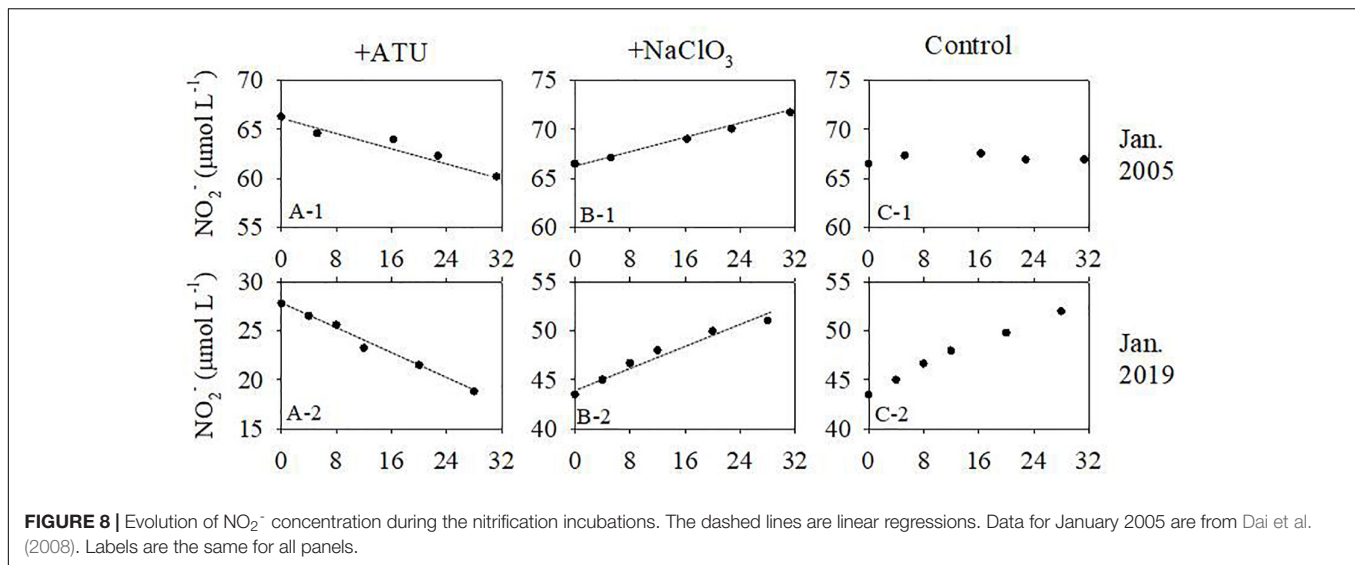 +ATU +NaClO₃ Control
NO₂⁻ (µmol L⁻¹)
70 75 75
65 70 70
60 65 65
55 60 60
A-1 B-1 C-1
0 8 16 24 32 0 8 16 24 32 0 8 16 24 32
Jan.
2005
NO₂⁻ (µmol L⁻¹)
30 55 55
25 50 50
20 45 45
15 40 40
A-2 B-2 C-2
0 8 16 24 32 0 8 16 24 32 0 8 16 24 32
Jan.
2019
FIGURE 8 | Evolution of NO₂⁻ concentration during the nitrification incubations. The dashed lines are linear regressions. Data for January 2005 are from Dai et al.
(2008). Labels are the same for all panels.